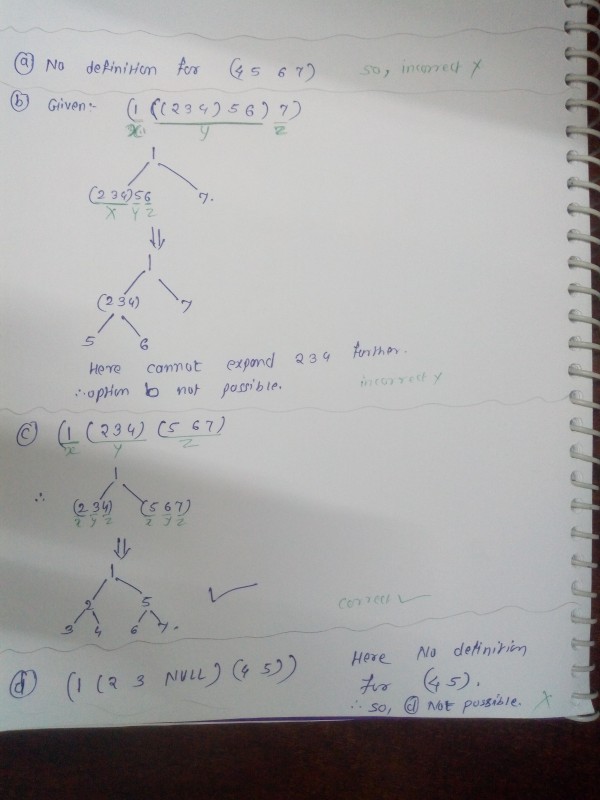 (a) No definition for (4 5 6 7) so, incorrect X
(b) Given:- (1 ((2 3 4) 5 6) 7)
x y z
1
(2 3 4) 5 6 7.
x y z
⇓
1
(2 3 4) 7
5 6
Here cannot expand 2 3 4 further.
∴ option b not possible. incorrect X
(c) (1 (2 3 4) (5 6 7)
x y z
1
∴ (2 3 4) (5 6 7)
x y z x y z
⇓
1
2 5 ✓
3 4 6 7. correct ✓
(d) (1 (2 3 NULL) (4 5)) Here No definition
for (4 5).
∴ so, (d) Not possible. X